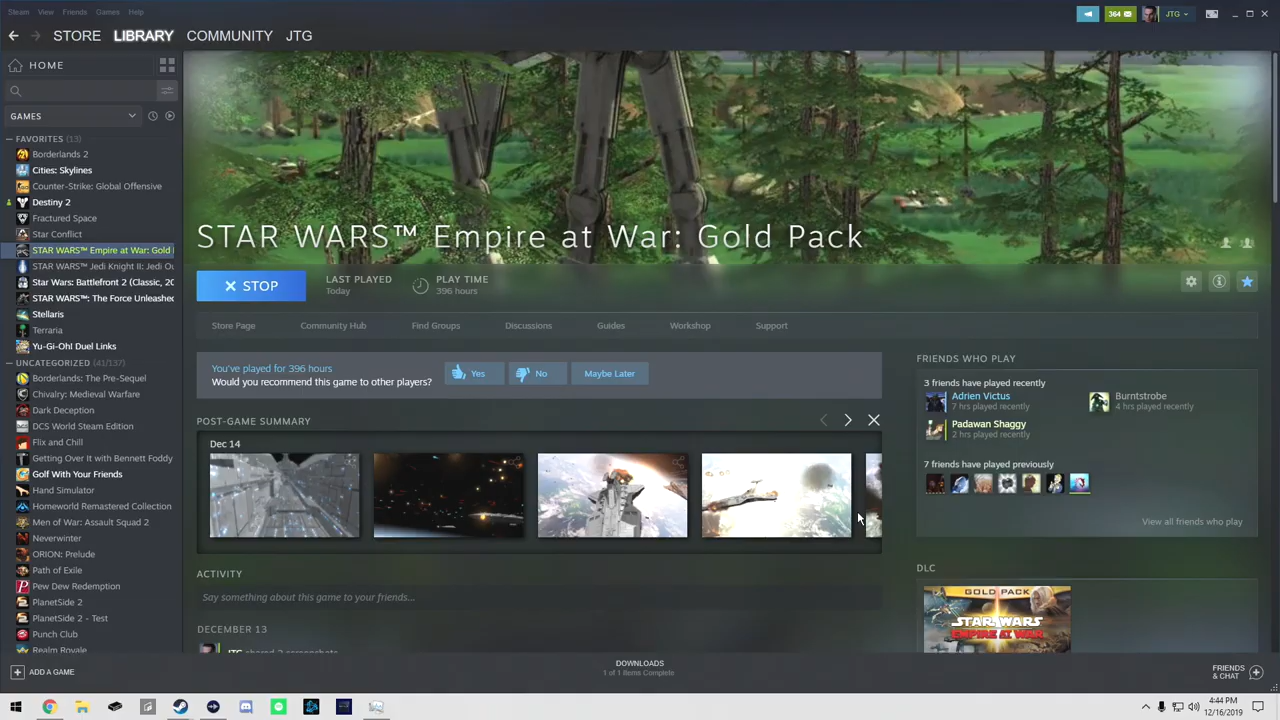 Steam View Friends Games Help
364 JTG
STORE LIBRARY COMMUNITY JTG
HOME
GAMES
FAVORITES (13)
Borderlands 2
Cities: Skylines
Counter-Strike: Global Offensive
Destiny 2
Fractured Space
Star Conflict
STAR WARS™ Empire at War: Gold
STAR WARS™ Jedi Knight II: Jedi Ou
Star Wars: Battlefront 2 (Classic, 20
STAR WARS™: The Force Unleashed
Stellaris
Terraria
Yu-Gi-Oh! Duel Links
UNCATEGORIZED (41/137)
Borderlands: The Pre-Sequel
Chivalry: Medieval Warfare
Dark Deception
DCS World Steam Edition
Flix and Chill
Getting Over It with Bennett Foddy
Golf With Your Friends
Hand Simulator
Homeworld Remastered Collection
Men of War: Assault Squad 2
Neverwinter
ORION: Prelude
Path of Exile
Pew Dew Redemption
PlanetSide 2
PlanetSide 2 - Test
Punch Club
Realm Royale
ADD A GAME
STAR WARS™ Empire at War: Gold Pack
STOP
LAST PLAYED
Today
PLAY TIME
396 hours
Store Page Community Hub Find Groups Discussions Guides Workshop Support
You've played for 396 hours
Would you recommend this game to other players?
Yes No Maybe Later
POST-GAME SUMMARY
Dec 14
ACTIVITY
Say something about this game to your friends...
DECEMBER 13
JTG shared 2 screenshots
FRIENDS WHO PLAY
3 friends have played recently
Adrien Victus
7 hrs played recently
Burntstrobe
4 hrs played recently
Padawan Shaggy
2 hrs played recently
7 friends have played previously
View all friends who play
DLC
GOLD PACK
STAR WARS
EMPIRE AT WAR
DOWNLOADS
1 of 1 Items Complete
FRIENDS
& CHAT
4:44 PM
12/16/2019